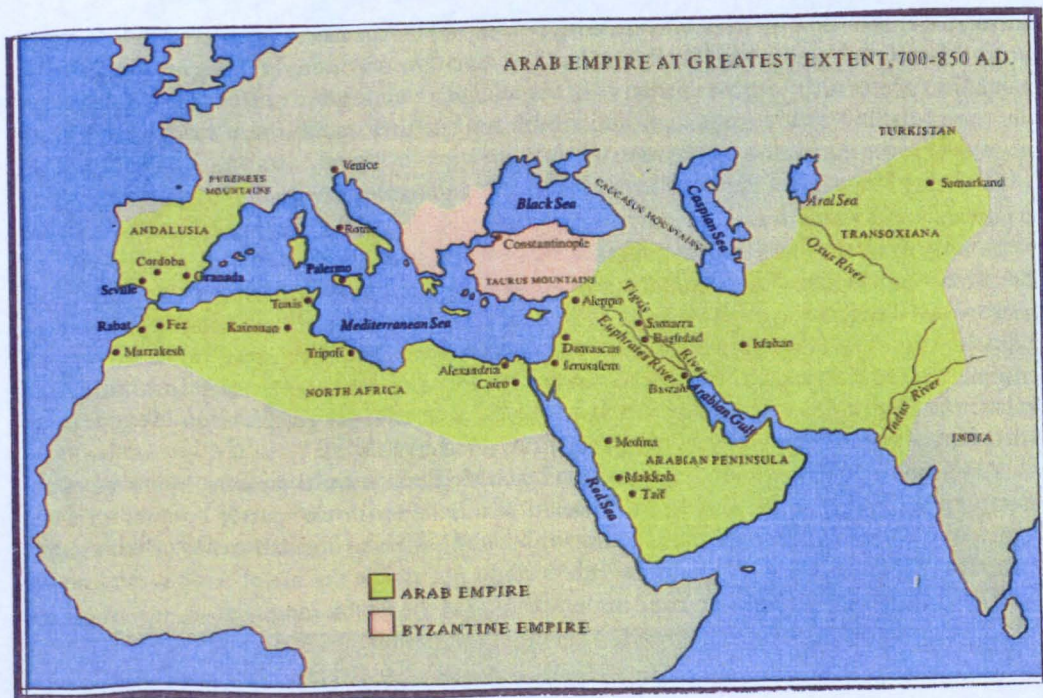 ARAB EMPIRE AT GREATEST EXTENT, 700-850 A.D.
TURKISTAN
Venice
PYRENEES
MOUNTAINS
Samarkand
Black Sea
CAUCASUS MOUNTAINS
Caspian Sea
Aral Sea
ANDALUSIA
Rome
TRANSOXIANA
Constantinople
Oxus River
Cordoba
Granada
Palermo
TAURUS MOUNTAINS
Seville
Tunis
Aleppo
Tigris
River
Rabat
Fez
Kairouan
Mediterranean Sea
Samarra
Euphrates River
Baghdad
Isfahan
Marrakesh
Tripoli
Damascus
Alexandria
Jerusalem
Cairo
Basrah
Arabian Gulf
NORTH AFRICA
Indus River
INDIA
Medina
ARABIAN PENINSULA
Makkah
Red Sea
Taif
ARAB EMPIRE
BYZANTINE EMPIRE